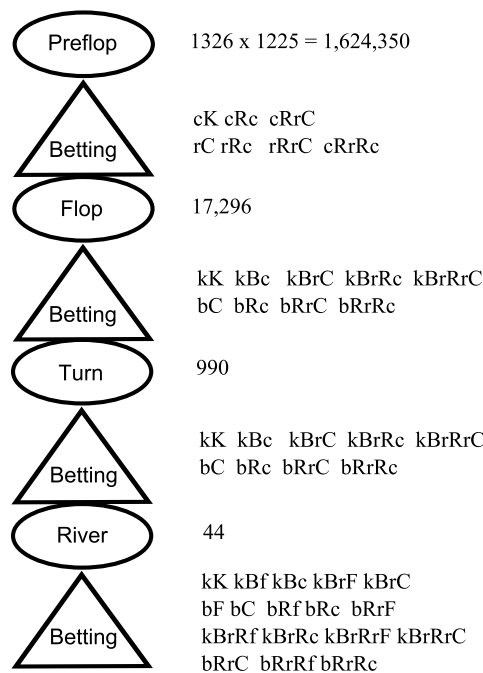 Preflop 1326 x 1225 = 1,624,350
cK cRc cRrC
Betting rC rRc rRrC cRrRc
Flop 17,296
kK kBc kBrC kBrRc kBrRrC
Betting bC bRc bRrC bRrRc
Turn 990
kK kBc kBrC kBrRc kBrRrC
Betting bC bRc bRrC bRrRc
River 44
kK kBf kBc kBrF kBrC
bF bC bRf bRc bRrF
Betting kBrRf kBrRc kBrRrF kBrRrC
bRrC bRrRf bRrRc